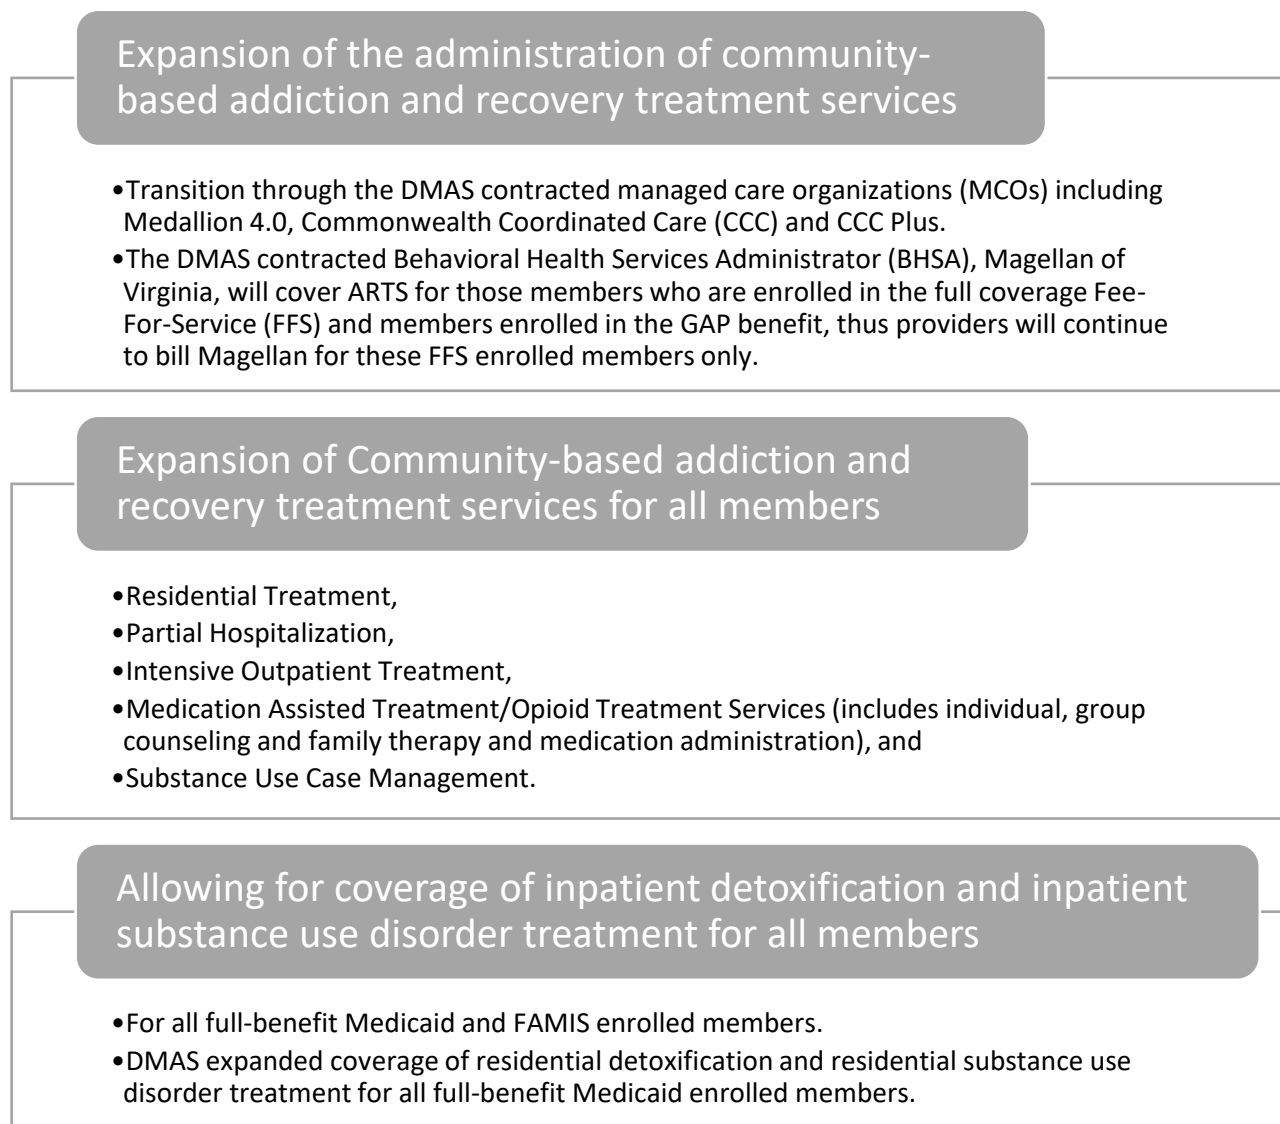 Expansion of the administration of community-
based addiction and recovery treatment services
•Transition through the DMAS contracted managed care organizations (MCOs) including
Medallion 4.0, Commonwealth Coordinated Care (CCC) and CCC Plus.
•The DMAS contracted Behavioral Health Services Administrator (BHSA), Magellan of
Virginia, will cover ARTS for those members who are enrolled in the full coverage Fee-
For-Service (FFS) and members enrolled in the GAP benefit, thus providers will continue
to bill Magellan for these FFS enrolled members only.
Expansion of Community-based addiction and
recovery treatment services for all members
•Residential Treatment,
•Partial Hospitalization,
•Intensive Outpatient Treatment,
•Medication Assisted Treatment/Opioid Treatment Services (includes individual, group
counseling and family therapy and medication administration), and
•Substance Use Case Management.
Allowing for coverage of inpatient detoxification and inpatient
substance use disorder treatment for all members
•For all full-benefit Medicaid and FAMIS enrolled members.
•DMAS expanded coverage of residential detoxification and residential substance use
disorder treatment for all full-benefit Medicaid enrolled members.